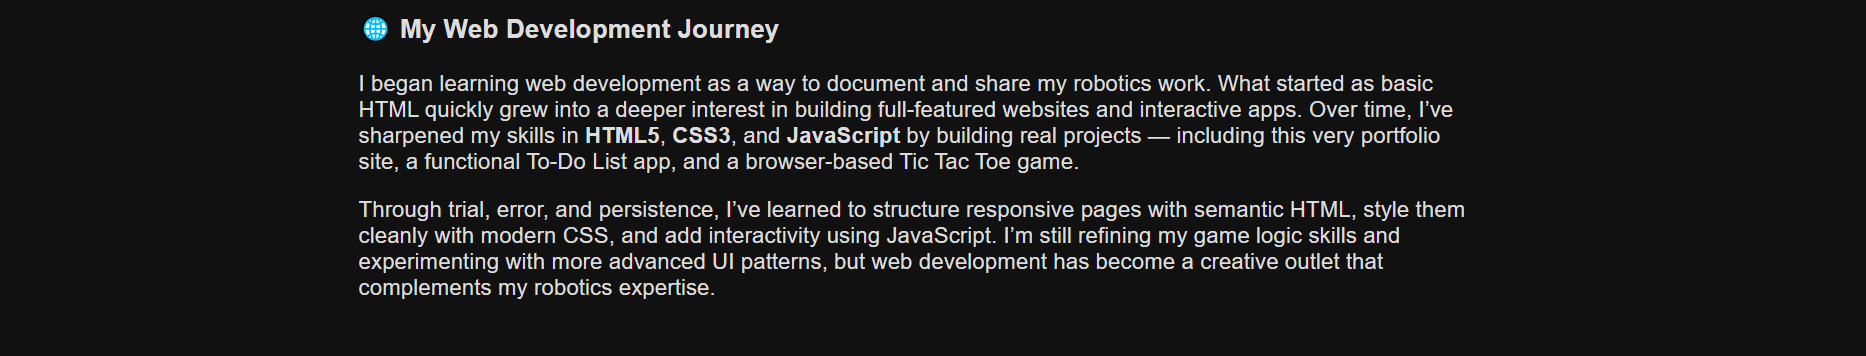 🌐 My Web Development Journey
I began learning web development as a way to document and share my robotics work. What started as basic
HTML quickly grew into a deeper interest in building full-featured websites and interactive apps. Over time, I’ve
sharpened my skills in HTML5, CSS3, and JavaScript by building real projects — including this very portfolio
site, a functional To-Do List app, and a browser-based Tic Tac Toe game.
Through trial, error, and persistence, I’ve learned to structure responsive pages with semantic HTML, style them
cleanly with modern CSS, and add interactivity using JavaScript. I’m still refining my game logic skills and
experimenting with more advanced UI patterns, but web development has become a creative outlet that
complements my robotics expertise.